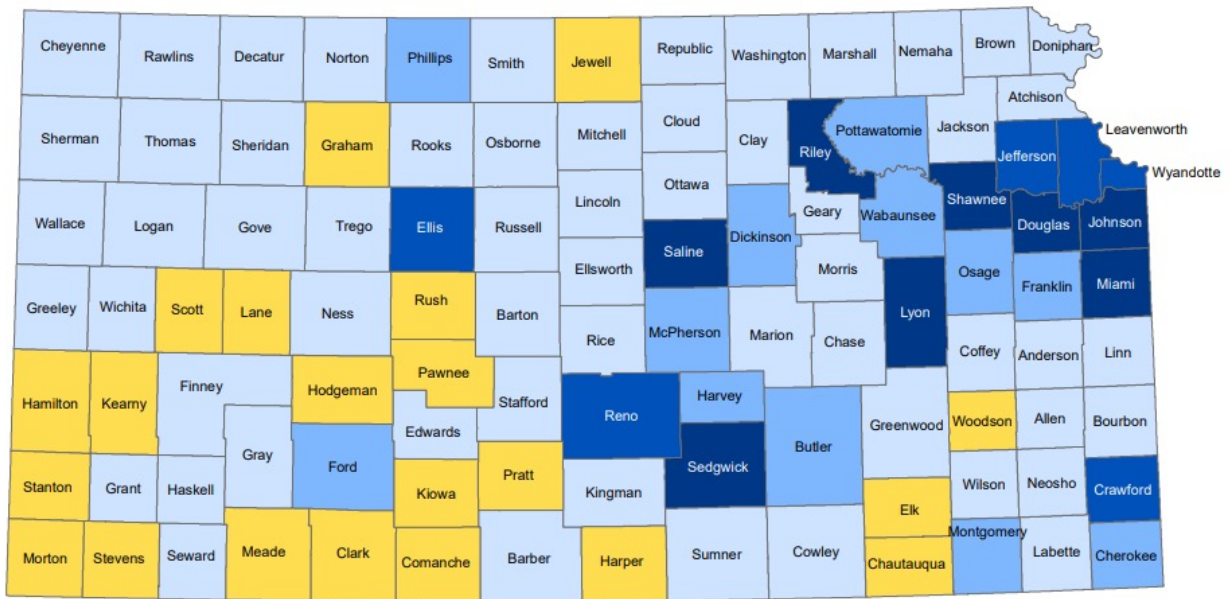 Cheyenne
Rawlins
Decatur
Norton
Phillips
Smith
Jewell
Republic
Washington
Marshall
Nemaha
Brown
Doniphan
Atchison
Sherman
Thomas
Sheridan
Graham
Rooks
Osborne
Mitchell
Cloud
Clay
Riley
Pottawatomie
Jackson
Jefferson
Leavenworth
Wyandotte
Ottawa
Lincoln
Wallace
Logan
Gove
Trego
Ellis
Russell
Saline
Dickinson
Geary
Wabaunsee
Shawnee
Douglas
Johnson
Ellsworth
Morris
Osage
Franklin
Miami
Greeley
Wichita
Scott
Lane
Ness
Rush
Barton
Rice
McPherson
Marion
Chase
Lyon
Coffey
Anderson
Linn
Hamilton
Kearny
Finney
Hodgeman
Pawnee
Stafford
Reno
Harvey
Butler
Greenwood
Woodson
Allen
Bourbon
Edwards
Gray
Ford
Stanton
Grant
Haskell
Kiowa
Pratt
Kingman
Sedgwick
Elk
Wilson
Neosho
Crawford
Morton
Stevens
Seward
Meade
Clark
Comanche
Barber
Harper
Sumner
Cowley
Chautauqua
Montgomery
Labette
Cherokee